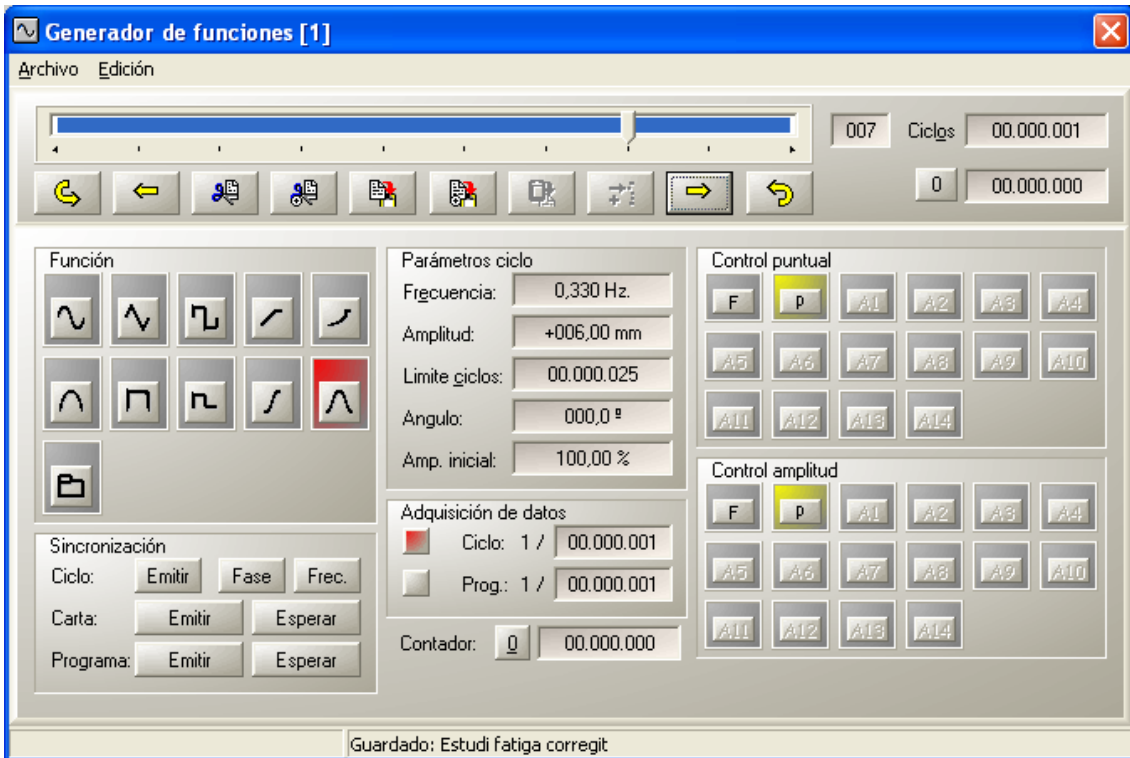 Generador de funciones [1]
Archivo Edición
007 Ciclos 00.000.001
0 00.000.000
Función
Parámetros ciclo
Frecuencia: 0,330 Hz.
Amplitud: +006,00 mm
Limite ciclos: 00.000.025
Angulo: 000,0 º
Amp. inicial: 100,00 %
Control puntual
F P A1 A2 A3 A4
A5 A6 A7 A8 A9 A10
A11 A12 A13 A14
Control amplitud
F P A1 A2 A3 A4
A5 A6 A7 A8 A9 A10
A11 A12 A13 A14
Sincronización
Ciclo: Emitir Fase Frec.
Carta: Emitir Esperar
Programa: Emitir Esperar
Adquisición de datos
Ciclo: 1 / 00.000.001
Prog.: 1 / 00.000.001
Contador: 0 00.000.000
Guardado: Estudi fatiga corregit